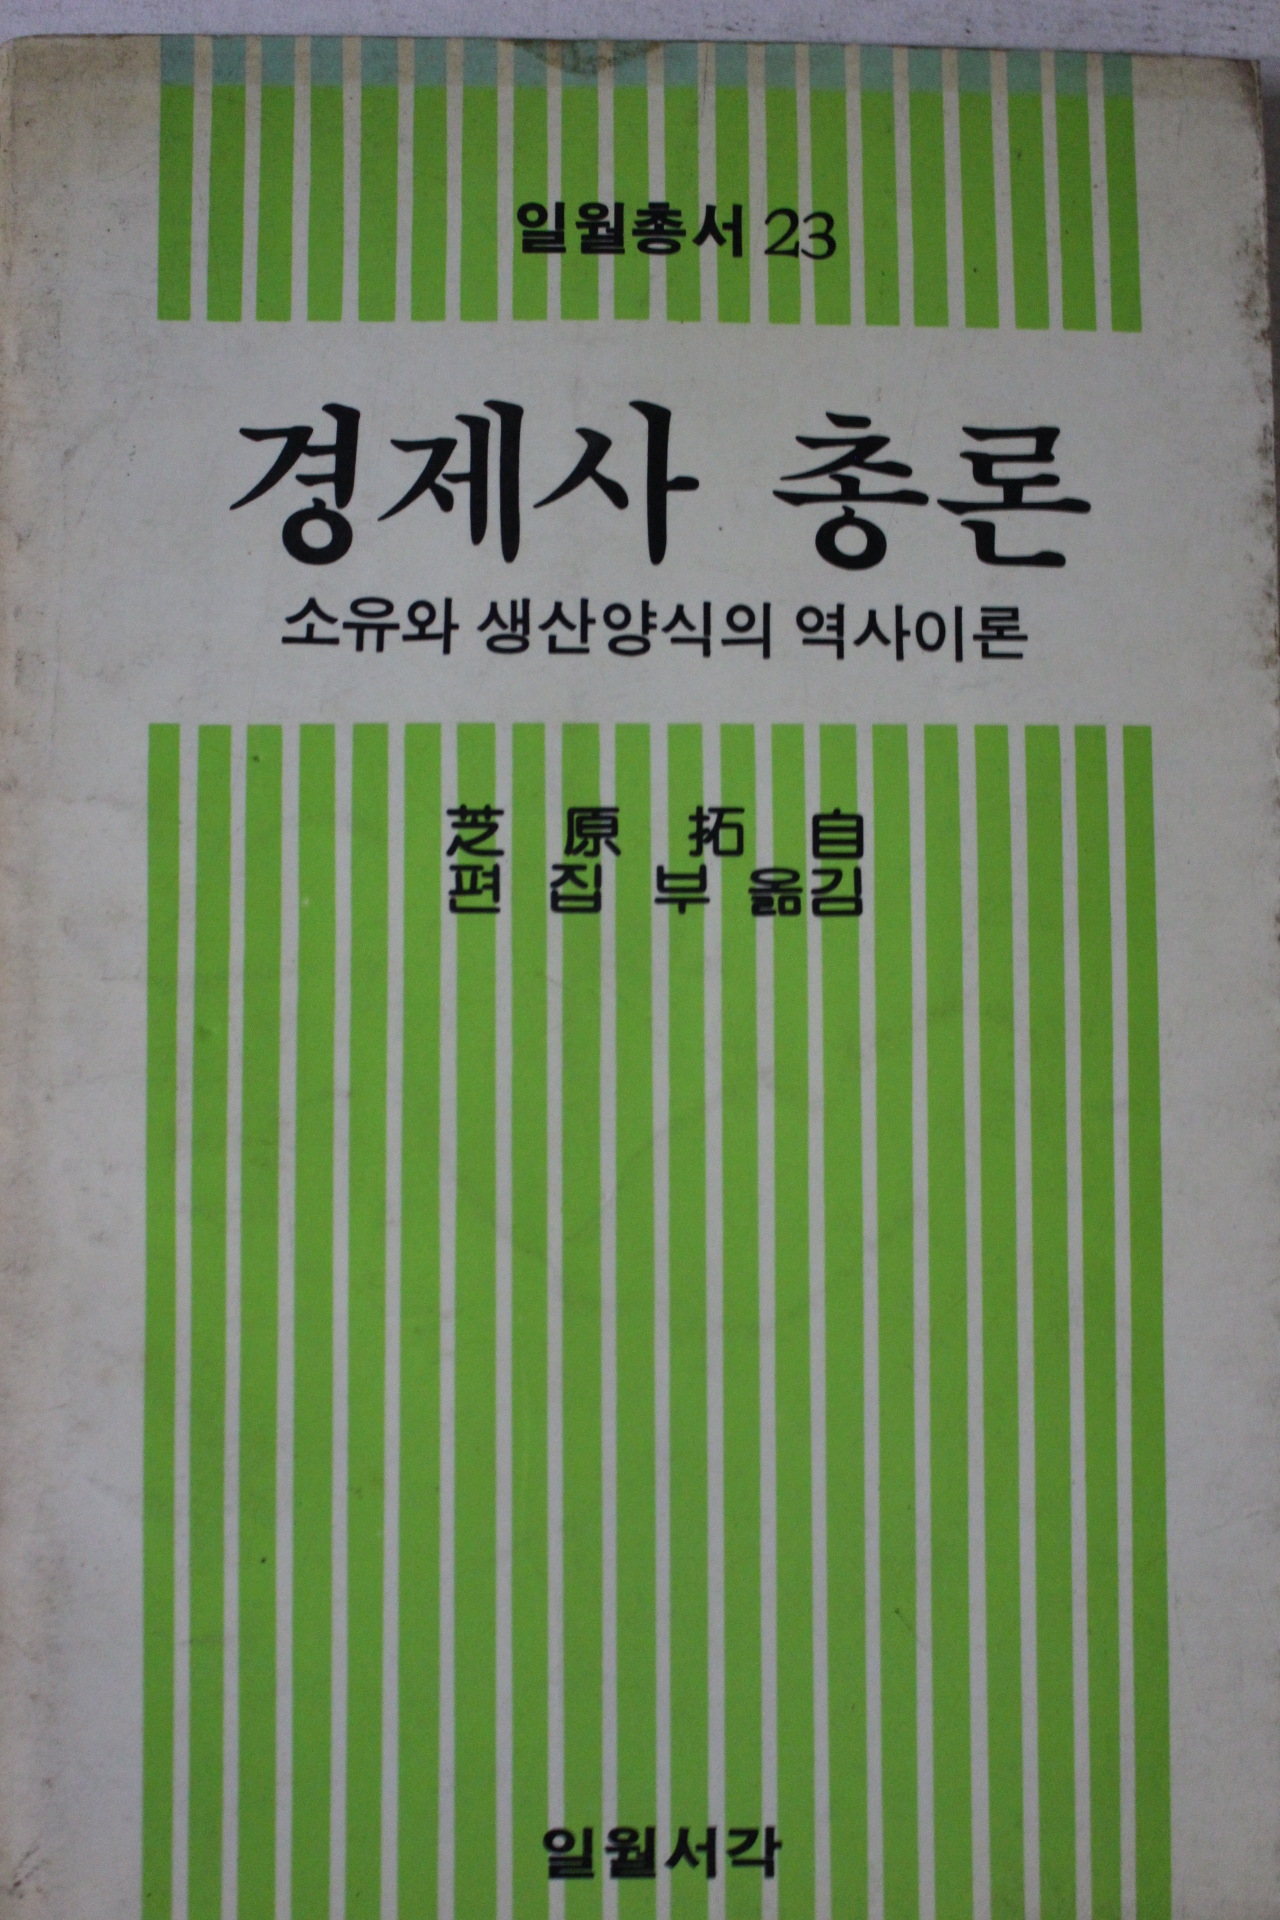 일월총서 23
경제사 총론
소유와 생산양식의 역사이론
芝原拓自
편집부 옮김
일월서각